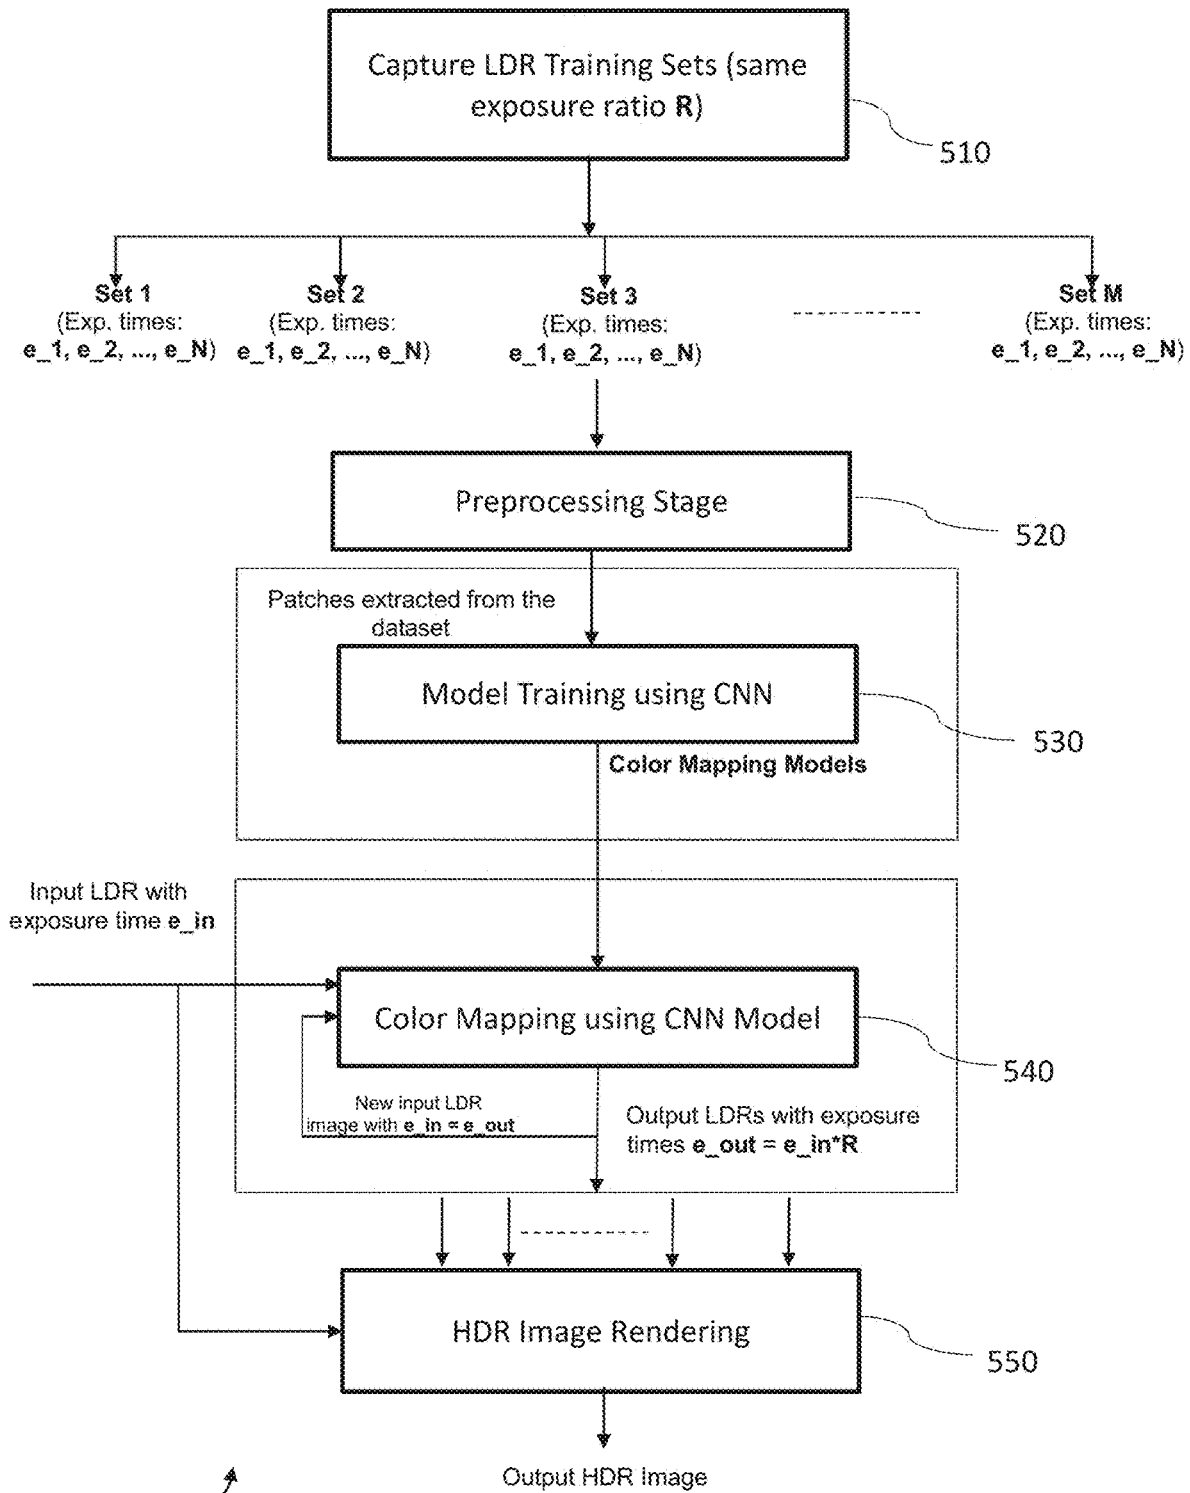 Capture LDR Training Sets (same
exposure ratio R)
510
Set 1
(Exp. times:
e_1, e_2, ..., e_N)
Set 2
(Exp. times:
e_1, e_2, ..., e_N)
Set 3
(Exp. times:
e_1, e_2, ..., e_N)
Set M
(Exp. times:
e_1, e_2, ..., e_N)
Preprocessing Stage
520
Patches extracted from the
dataset
Model Training using CNN
530
Color Mapping Models
Input LDR with
exposure time e_in
Color Mapping using CNN Model
540
New input LDR
image with e_in = e_out
Output LDRs with exposure
times e_out = e_in*R
HDR Image Rendering
550
Output HDR Image